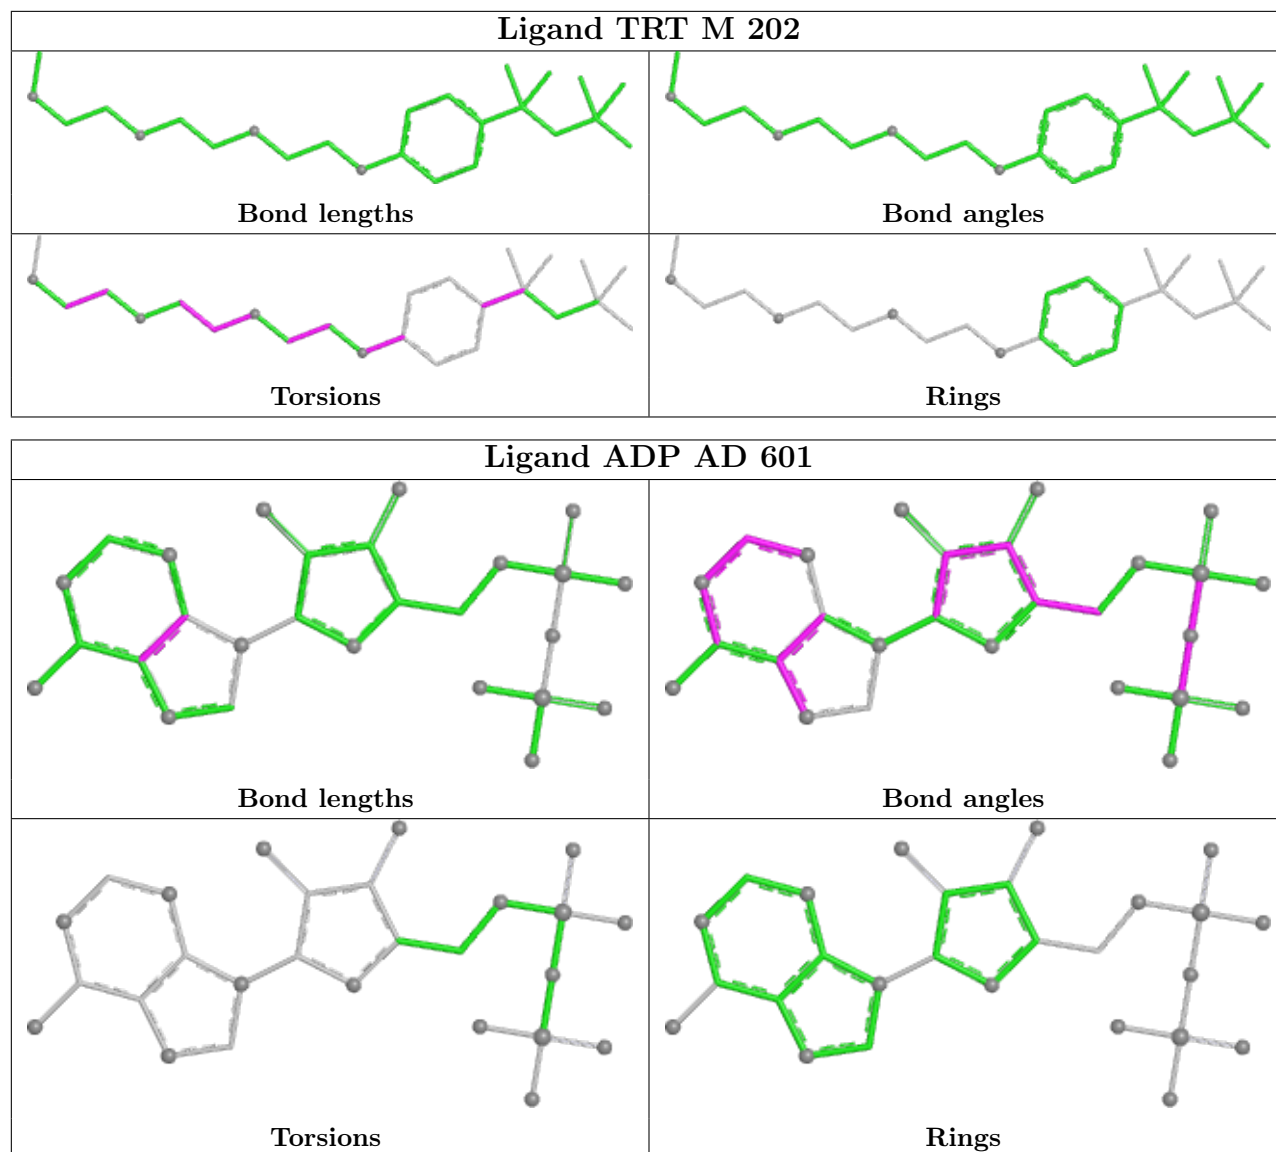 Ligand TRT M 202
Bond lengths
Bond angles
Torsions
Rings
Ligand ADP AD 601
Bond lengths
Bond angles
Torsions
Rings